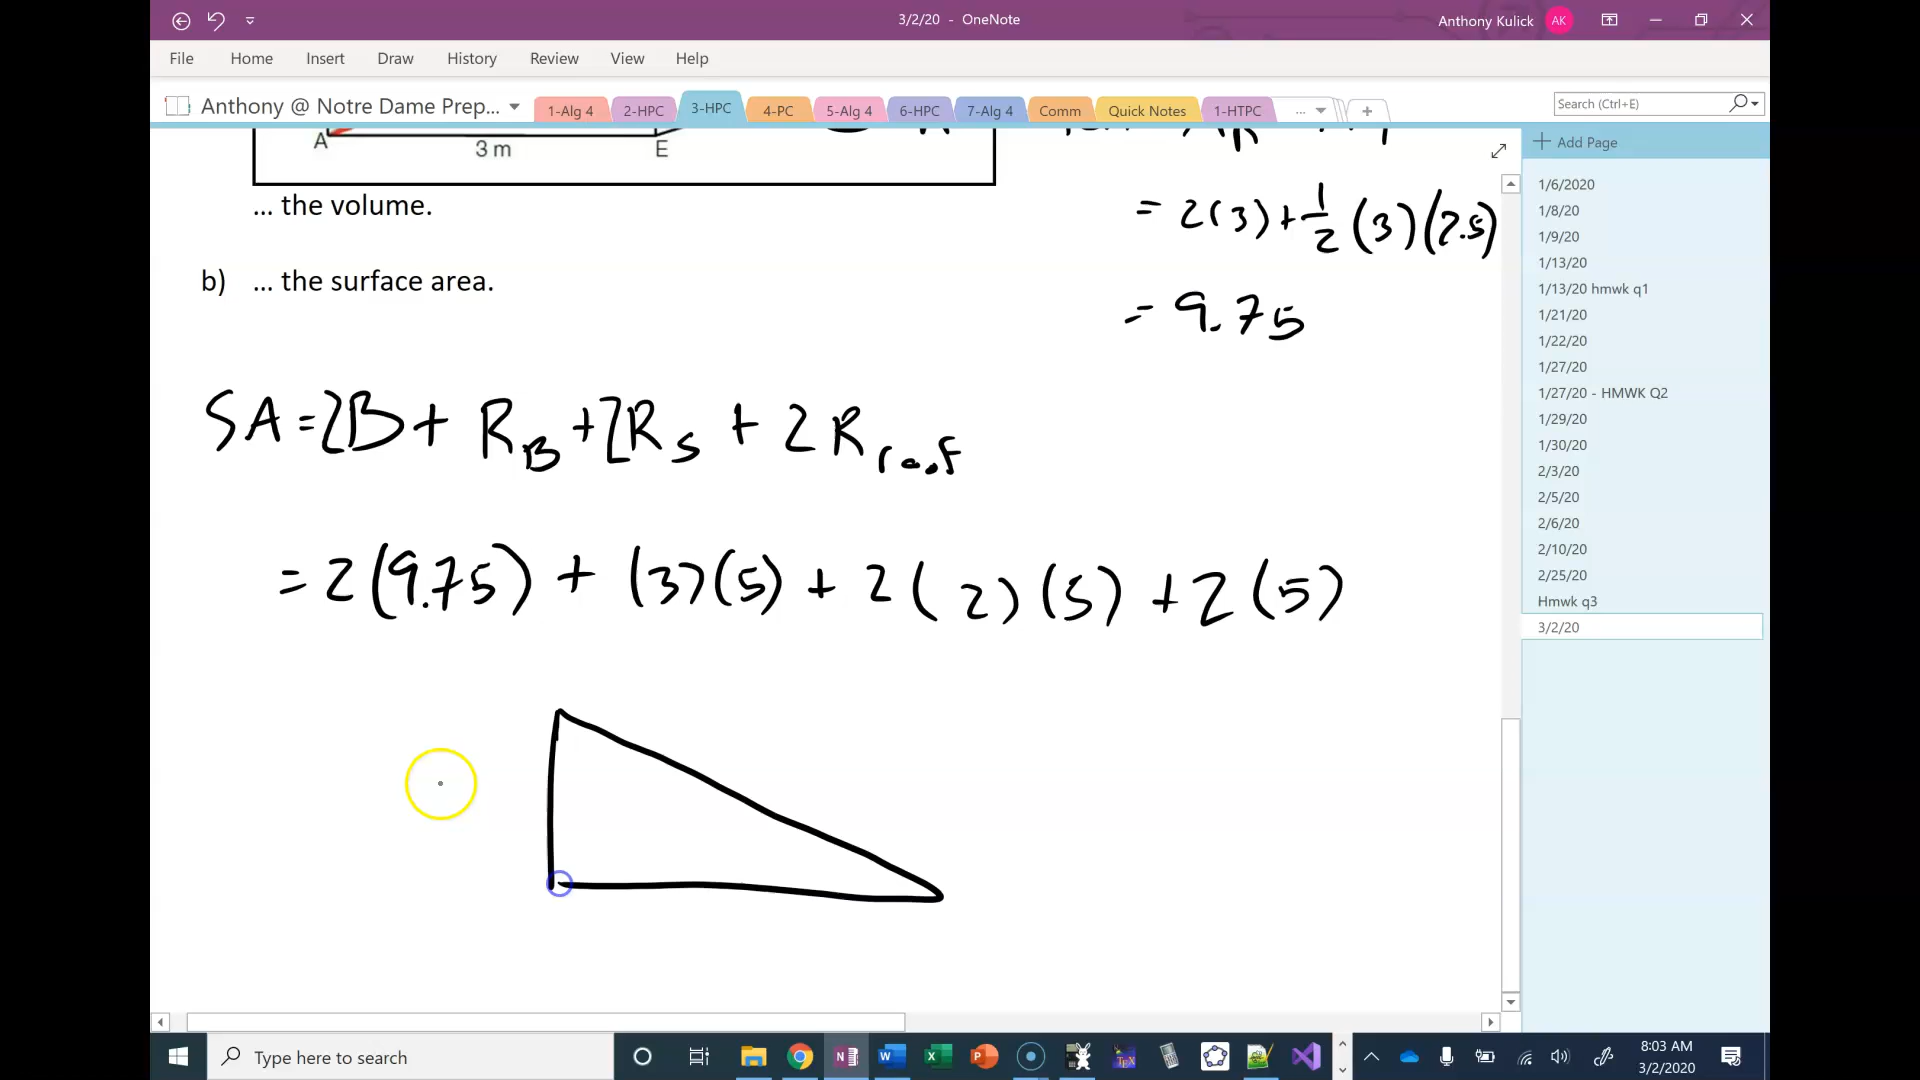 3/2/20 - OneNote
Anthony Kulick AK
File Home Insert Draw History Review View Help
Anthony @ Notre Dame Prep... 1-Alg 4 2-HPC 3-HPC 4-PC 5-Alg 4 6-HPC 7-Alg 4 Comm Quick Notes 1-HTPC ... +
Search (Ctrl+E)
A 3 m E
... the volume.
= 2(3) + 1/2 (3)(2.5)
b) ... the surface area.
= 9.75
SA = 2B + R_B + 2R_S + 2R_roof
= 2(9.75) + (3)(5) + 2(2)(5) + 2(5)
Add Page
1/6/2020
1/8/20
1/9/20
1/13/20
1/13/20 hmwk q1
1/21/20
1/22/20
1/27/20
1/27/20 - HMWK Q2
1/29/20
1/30/20
2/3/20
2/5/20
2/6/20
2/10/20
2/25/20
Hmwk q3
3/2/20
Type here to search
8:03 AM
3/2/2020